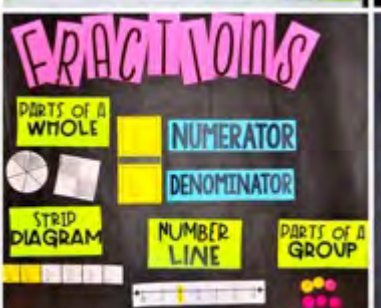 FRACTIONS
PARTS OF A
WHOLE
NUMERATOR
DENOMINATOR
STRIP
DIAGRAM
NUMBER
LINE
PARTS OF A
GROUP